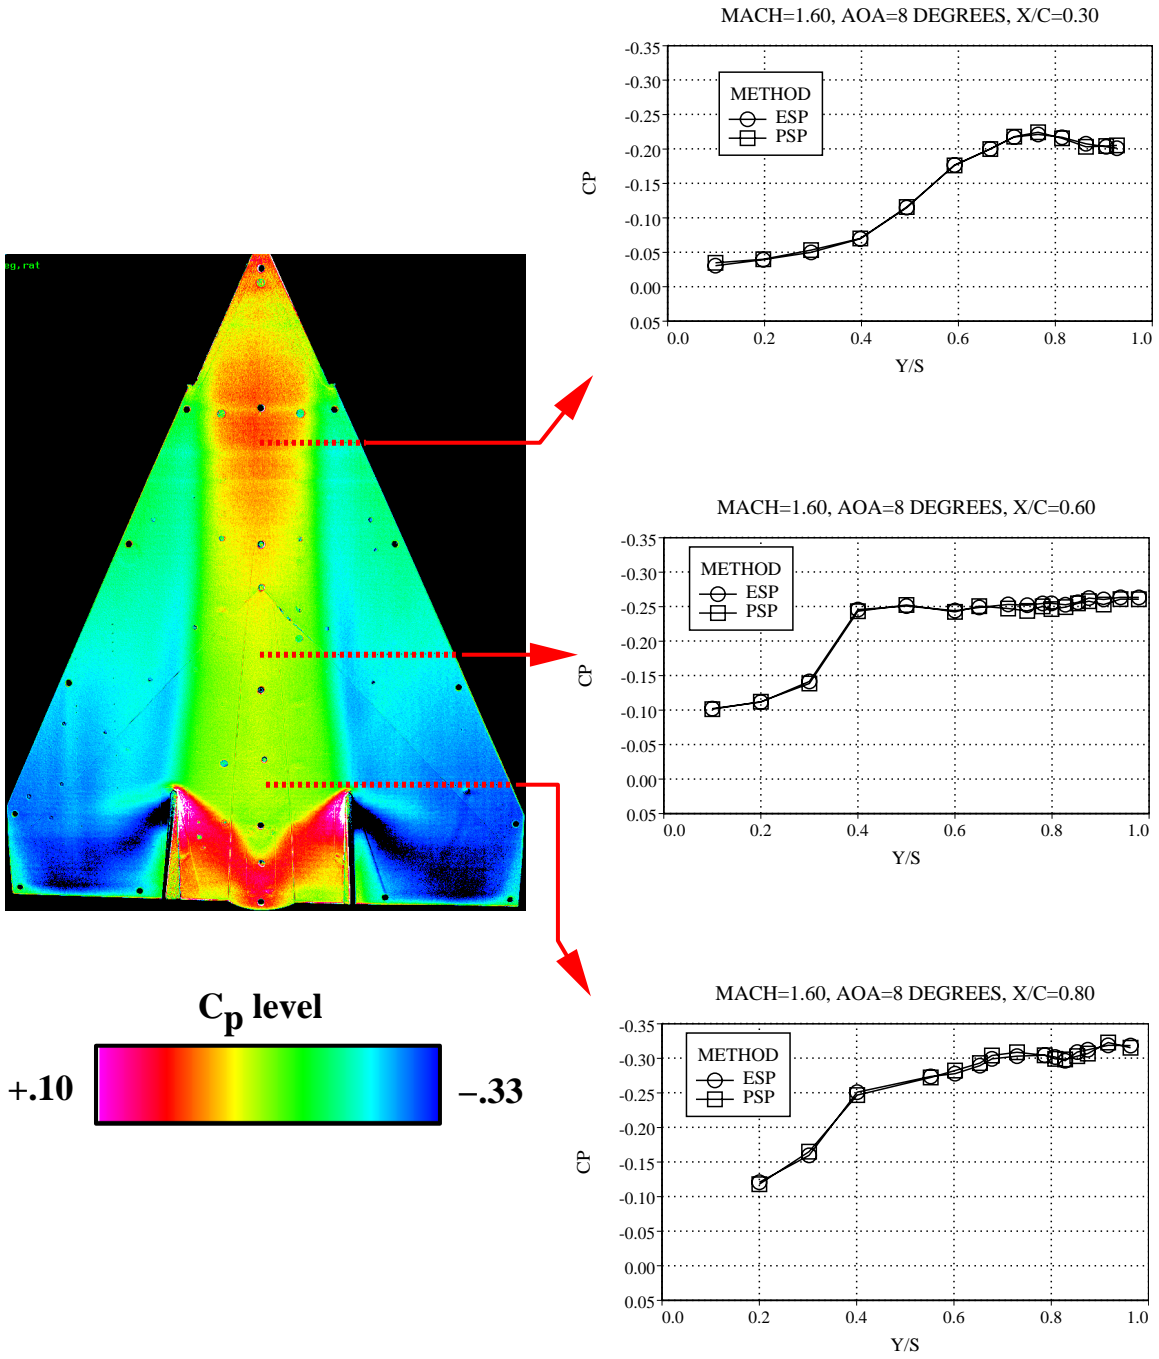 MACH=1.60, AOA=8 DEGREES, X/C=0.30
-0.35
-0.30
-0.25
-0.20
-0.15
-0.10
-0.05
0.00
0.05
CP
METHOD
ESP
PSP
0.0 0.2 0.4 0.6 0.8 1.0
Y/S
eg,rat
MACH=1.60, AOA=8 DEGREES, X/C=0.60
-0.35
-0.30
-0.25
-0.20
-0.15
-0.10
-0.05
0.00
0.05
CP
METHOD
ESP
PSP
0.0 0.2 0.4 0.6 0.8 1.0
Y/S
Cp level
+.10 –.33
MACH=1.60, AOA=8 DEGREES, X/C=0.80
-0.35
-0.30
-0.25
-0.20
-0.15
-0.10
-0.05
0.00
0.05
CP
METHOD
ESP
PSP
0.0 0.2 0.4 0.6 0.8 1.0
Y/S